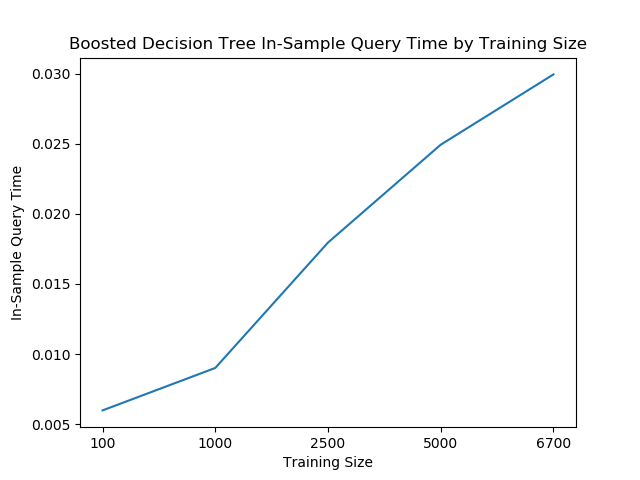 Boosted Decision Tree In-Sample Query Time by Training Size
0.030
0.025
0.020
0.015
0.010
0.005
In-Sample Query Time
100 1000 2500 5000 6700
Training Size